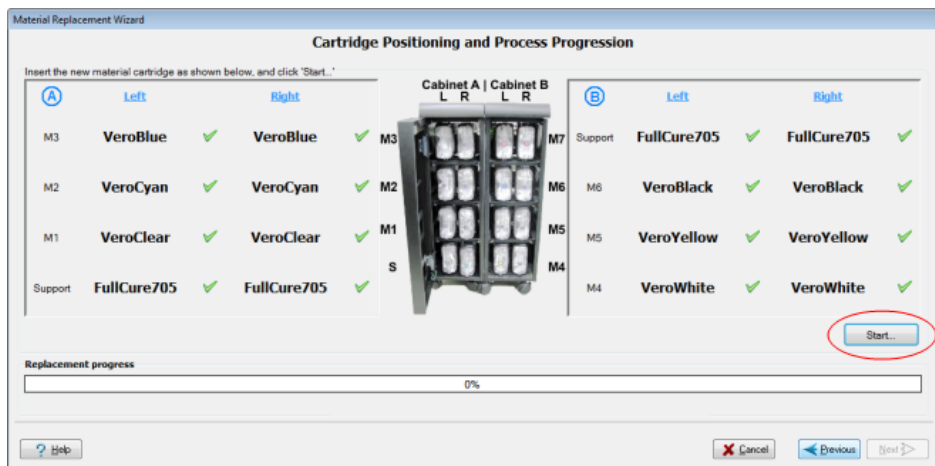 Material Replacement Wizard
Cartridge Positioning and Process Progression
Insert the new material cartridge as shown below, and click 'Start...'
A Left Right
M3 VeroBlue VeroBlue
M2 VeroCyan VeroCyan
M1 VeroClear VeroClear
Support FullCure705 FullCure705
Cabinet A | Cabinet B
L R L R
M3 M7
M2 M6
M1 M5
S M4
B Left Right
Support FullCure705 FullCure705
M6 VeroBlack VeroBlack
M5 VeroYellow VeroYellow
M4 VeroWhite VeroWhite
Start...
Replacement progress
0%
? Help
Cancel
Previous
Next